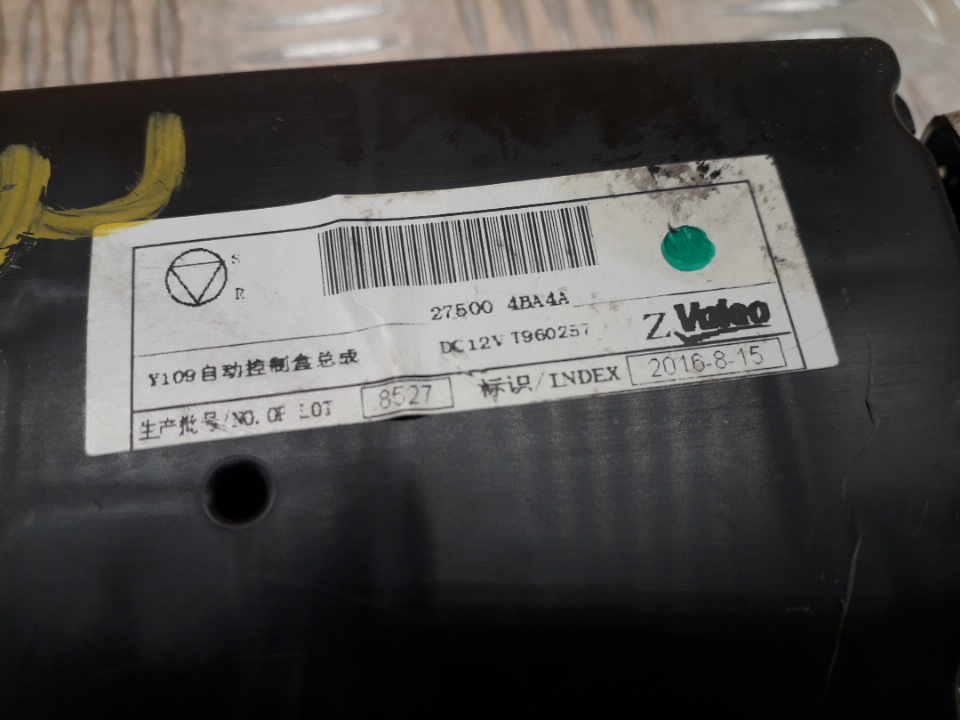 S
R
27500 4BA4A
DC12V T960257
Z Valeo
Y109自动控制盒总成
生产批号/NO.OF LOT 8527 标识/INDEX 2016-8-15